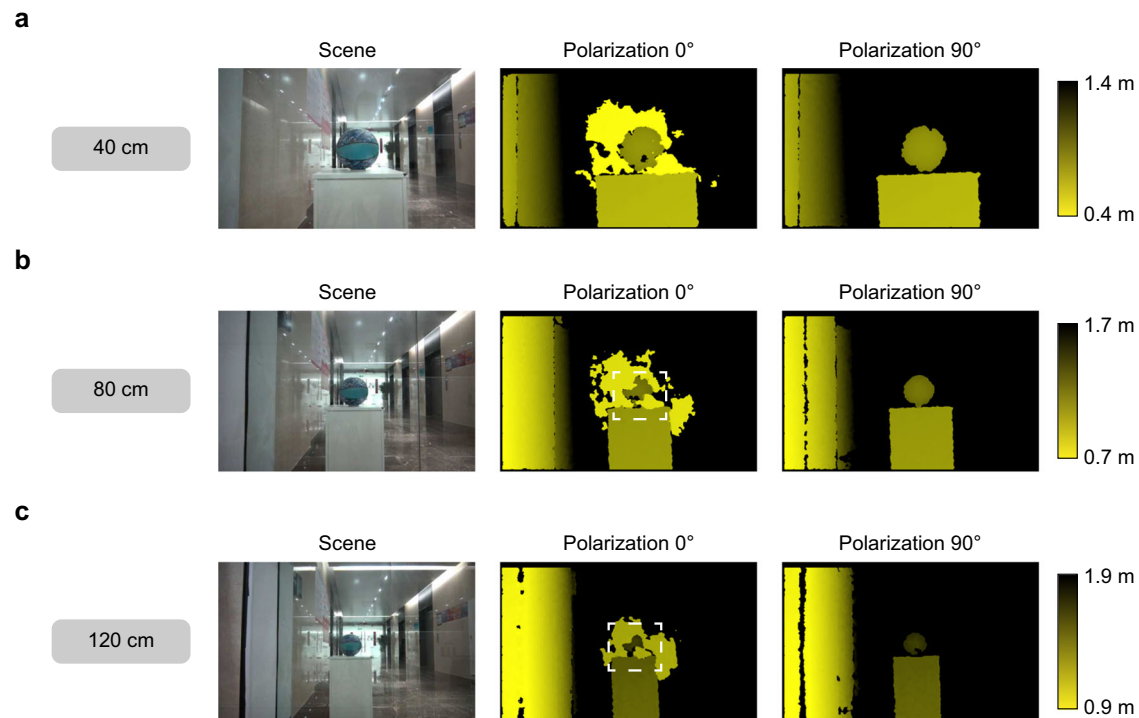 a
Scene
Polarization 0°
Polarization 90°
40 cm
1.4 m
0.4 m
b
Scene
Polarization 0°
Polarization 90°
80 cm
1.7 m
0.7 m
c
Scene
Polarization 0°
Polarization 90°
120 cm
1.9 m
0.9 m